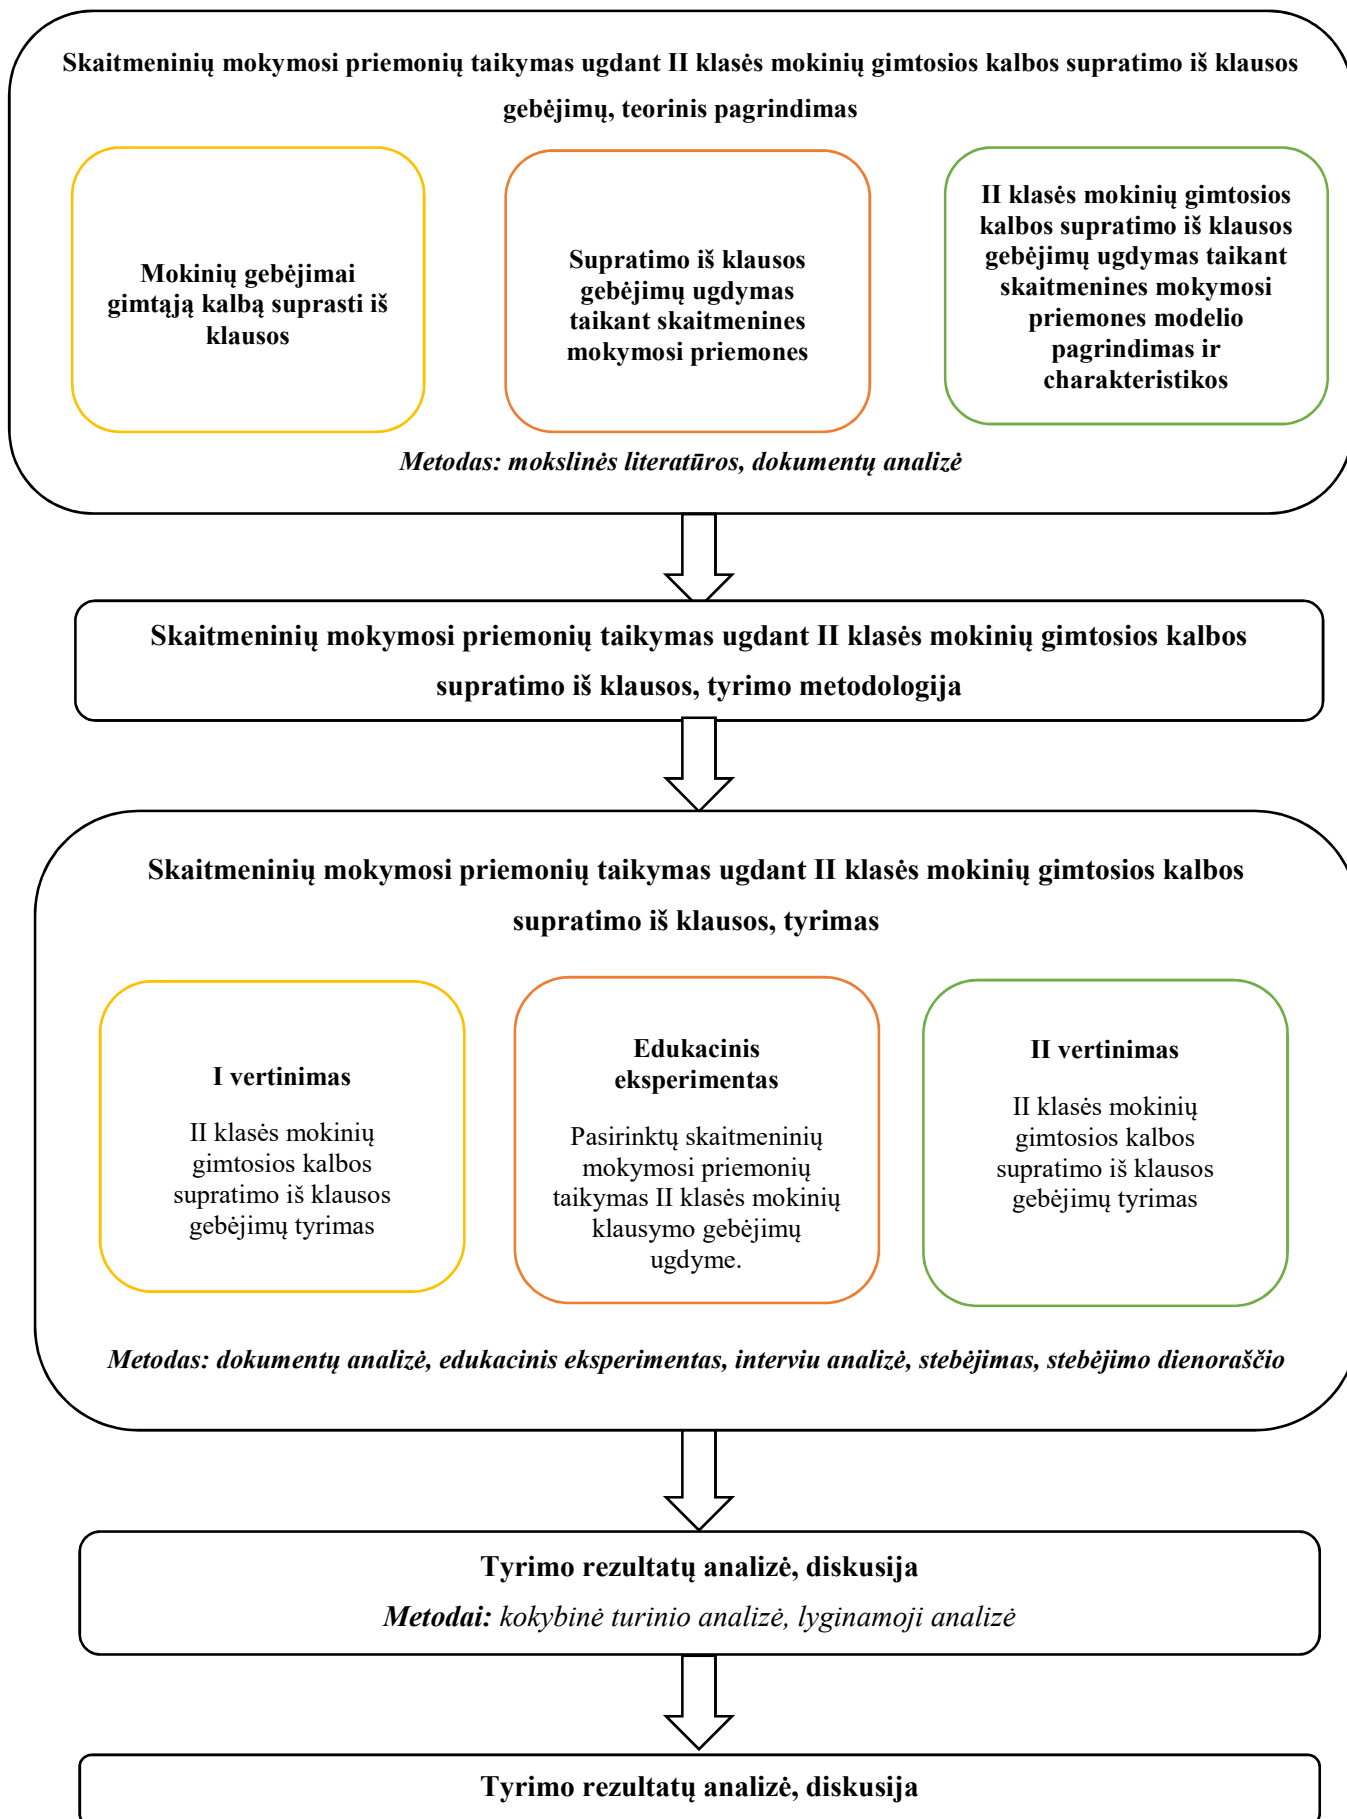 Skaitmeninių mokymosi priemonių taikymas ugdant II klasės mokinių gimtosios kalbos supratimo iš klausos
gebėjimų, teorinis pagrindimas
Mokinių gebėjimai
gimtąją kalbą suprasti iš
klausos
Supratimo iš klausos
gebėjimų ugdymas
taikant skaitmenines
mokymosi priemones
II klasės mokinių gimtosios
kalbos supratimo iš klausos
gebėjimų ugdymas taikant
skaitmenines mokymosi
priemones modelio
pagrindimas ir
charakteristikos
Metodas: mokslinės literatūros, dokumentų analizė
Skaitmeninių mokymosi priemonių taikymas ugdant II klasės mokinių gimtosios kalbos
supratimo iš klausos, tyrimo metodologija
Skaitmeninių mokymosi priemonių taikymas ugdant II klasės mokinių gimtosios kalbos
supratimo iš klausos, tyrimas
I vertinimas
II klasės mokinių
gimtosios kalbos
supratimo iš klausos
gebėjimų tyrimas
Edukacinis
eksperimentas
Pasirinktų skaitmeninių
mokymosi priemonių
taikymas II klasės mokinių
klausymo gebėjimų
ugdyme.
II vertinimas
II klasės mokinių
gimtosios kalbos
supratimo iš klausos
gebėjimų tyrimas
Metodas: dokumentų analizė, edukacinis eksperimentas, interviu analizė, stebėjimas, stebėjimo dienoraščio
Tyrimo rezultatų analizė, diskusija
Metodai: kokybinė turinio analizė, lyginamoji analizė
Tyrimo rezultatų analizė, diskusija